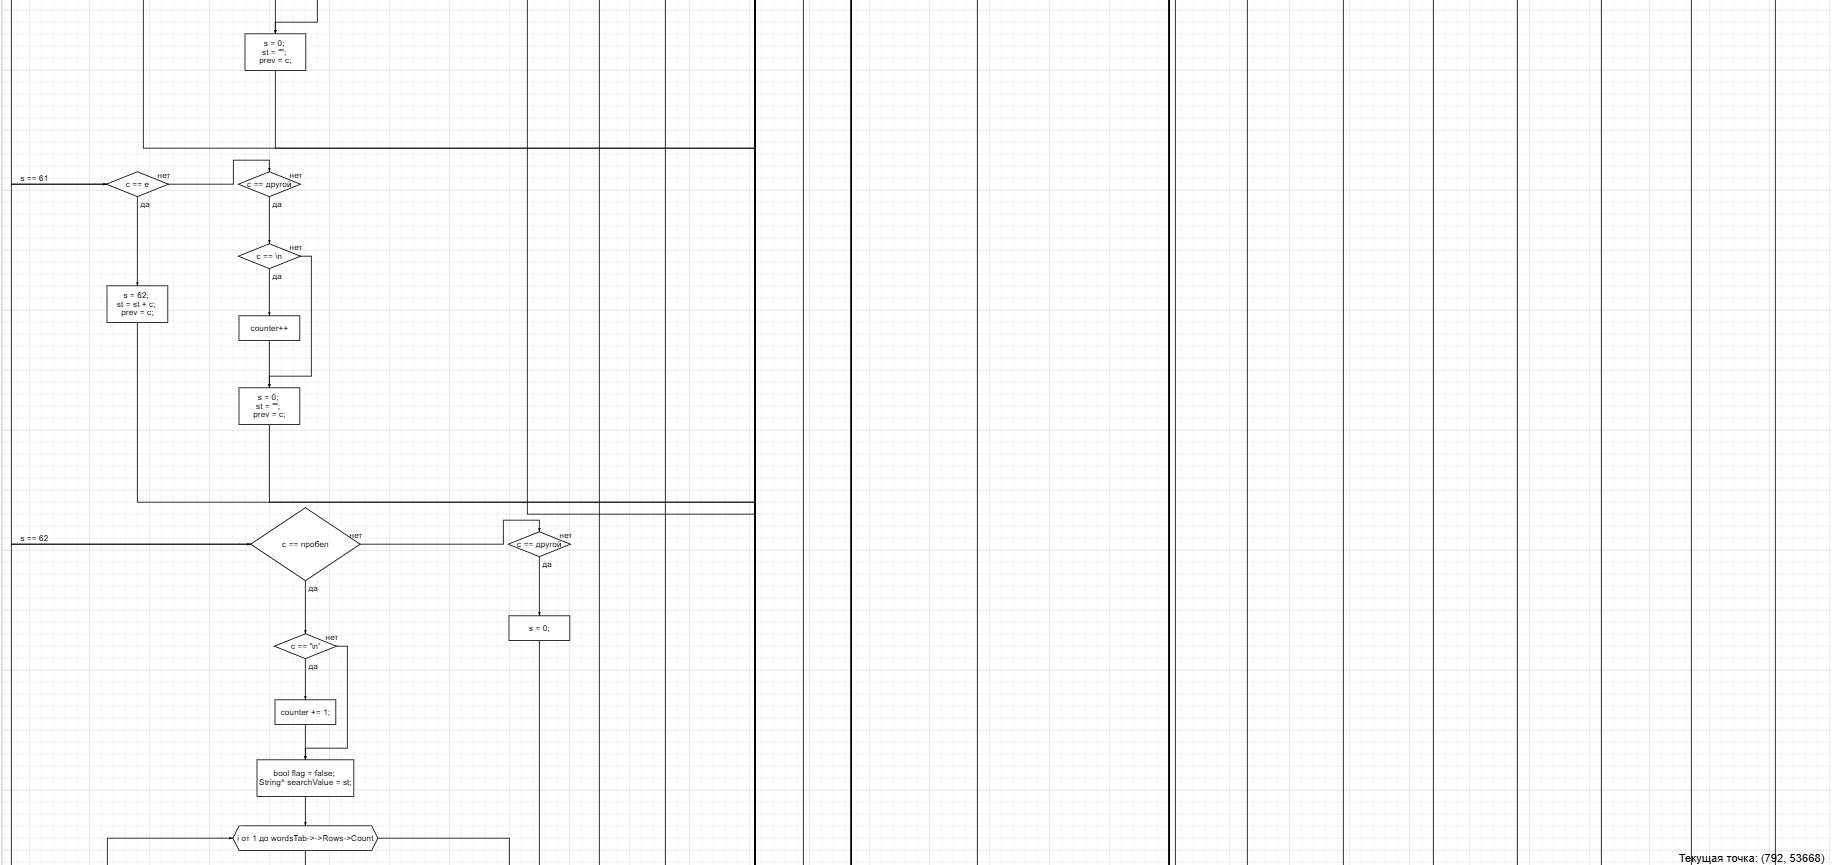 s = 0;
st = "";
prev = c;
s == 61
c == e
нет
да
c == другой
нет
да
c == \n
нет
да
s = 62;
st = st + c;
prev = c;
counter++
s = 0;
st = "";
prev = c;
s == 62
c == пробел
нет
да
c == другой
нет
да
s = 0;
c == '\n'
нет
да
counter += 1;
bool flag = false;
String^ searchValue = st;
i от 1 до wordsTab->->Rows->Count
Текущая точка: (792, 53668)